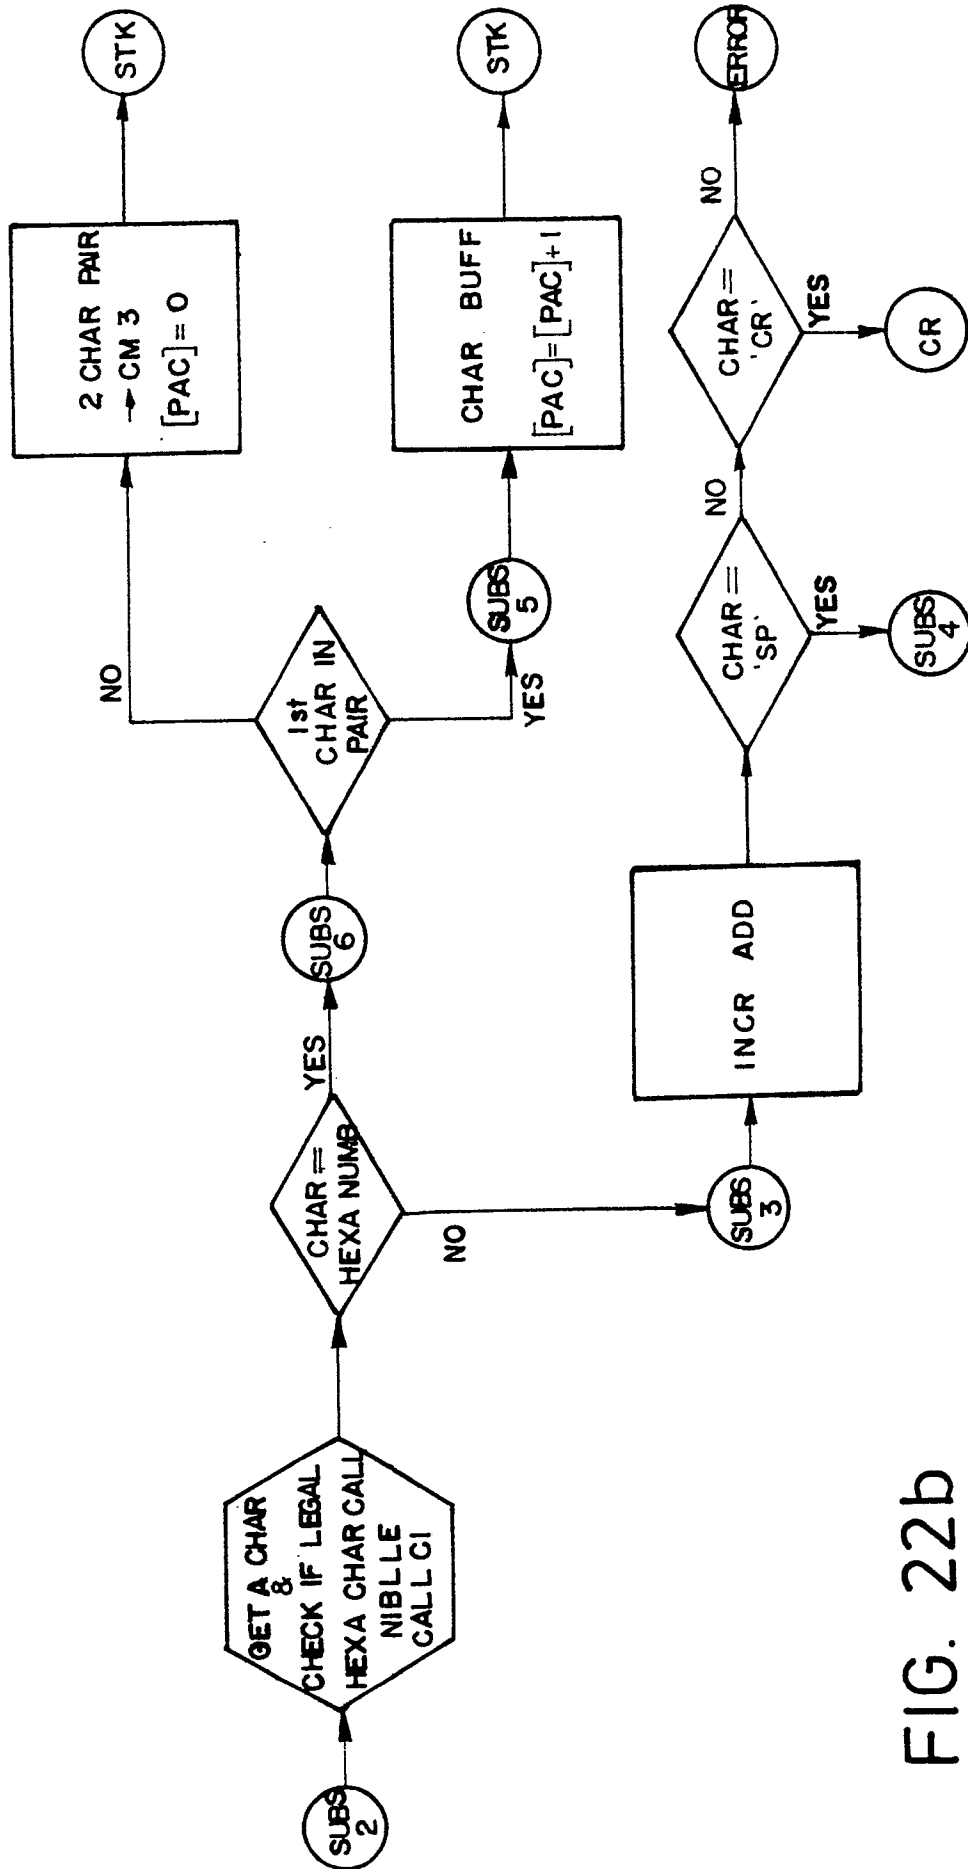 SUBS
2
GET A CHAR
&
CHECK IF LEGAL
HEXA CHAR CALL
NIBLLE
CALL CI
CHAR =
HEXA NUMB
YES
NO
SUBS
6
1st
CHAR IN
PAIR
NO
YES
2 CHAR PAIR
→ CM 3
[PAC] = 0
STK
SUBS
5
CHAR BUFF
[PAC]=[PAC]+1
STK
SUBS
3
INCR ADD
CHAR =
'SP'
NO
YES
SUBS
4
CHAR =
'CR'
NO
YES
CR
ERROR
FIG. 22b